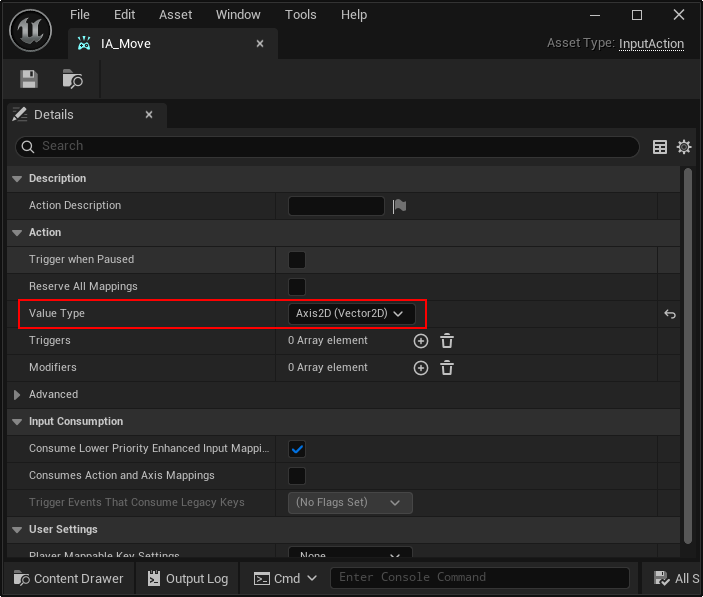 File Edit Asset Window Tools Help
IA_Move
Asset Type: InputAction
Details
Search
Description
Action Description
Action
Trigger when Paused
Reserve All Mappings
Value Type Axis2D (Vector2D)
Triggers 0 Array element
Modifiers 0 Array element
Advanced
Input Consumption
Consume Lower Priority Enhanced Input Mappi...
Consumes Action and Axis Mappings
Trigger Events That Consume Legacy Keys (No Flags Set)
User Settings
Player Mappable Key Settings None
Content Drawer Output Log Cmd Enter Console Command All S